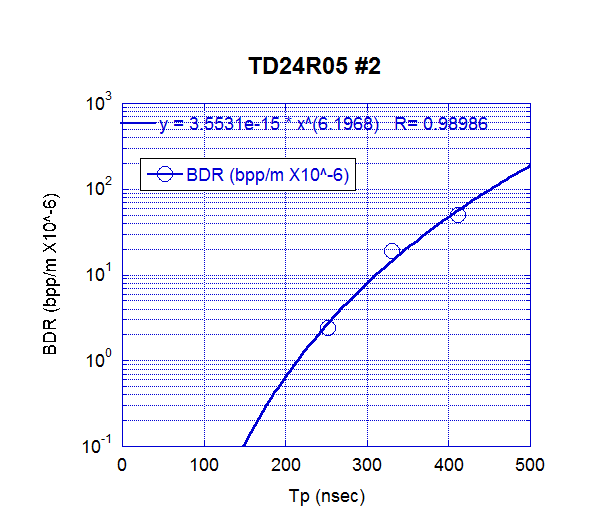 TD24R05 #2
y = 3.5531e-15 * x^(6.1968) R= 0.98986
BDR (bpp/m X10^-6)
BDR (bpp/m X10^-6)
10^3
10^2
10^1
10^0
10^-1
0 100 200 300 400 500
Tp (nsec)